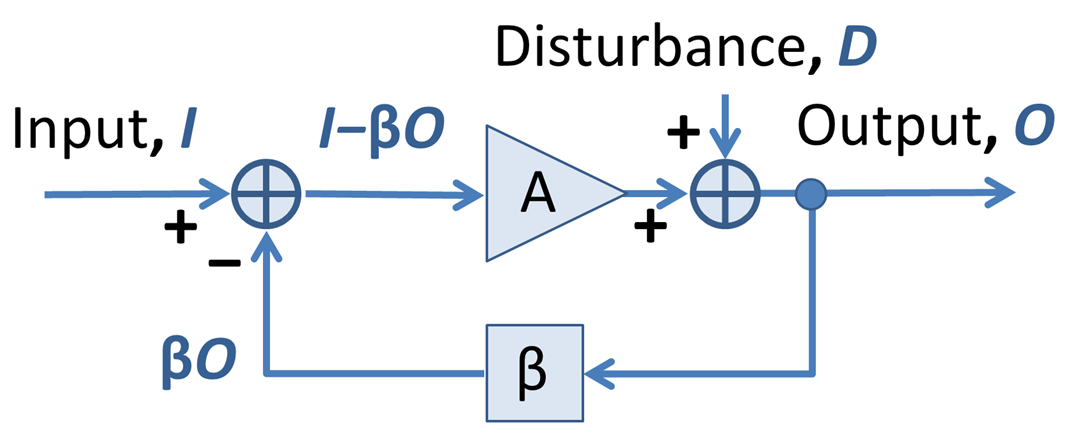 Disturbance, D
Input, I
I–βO
+
Output, O
A
+
+
–
βO
β